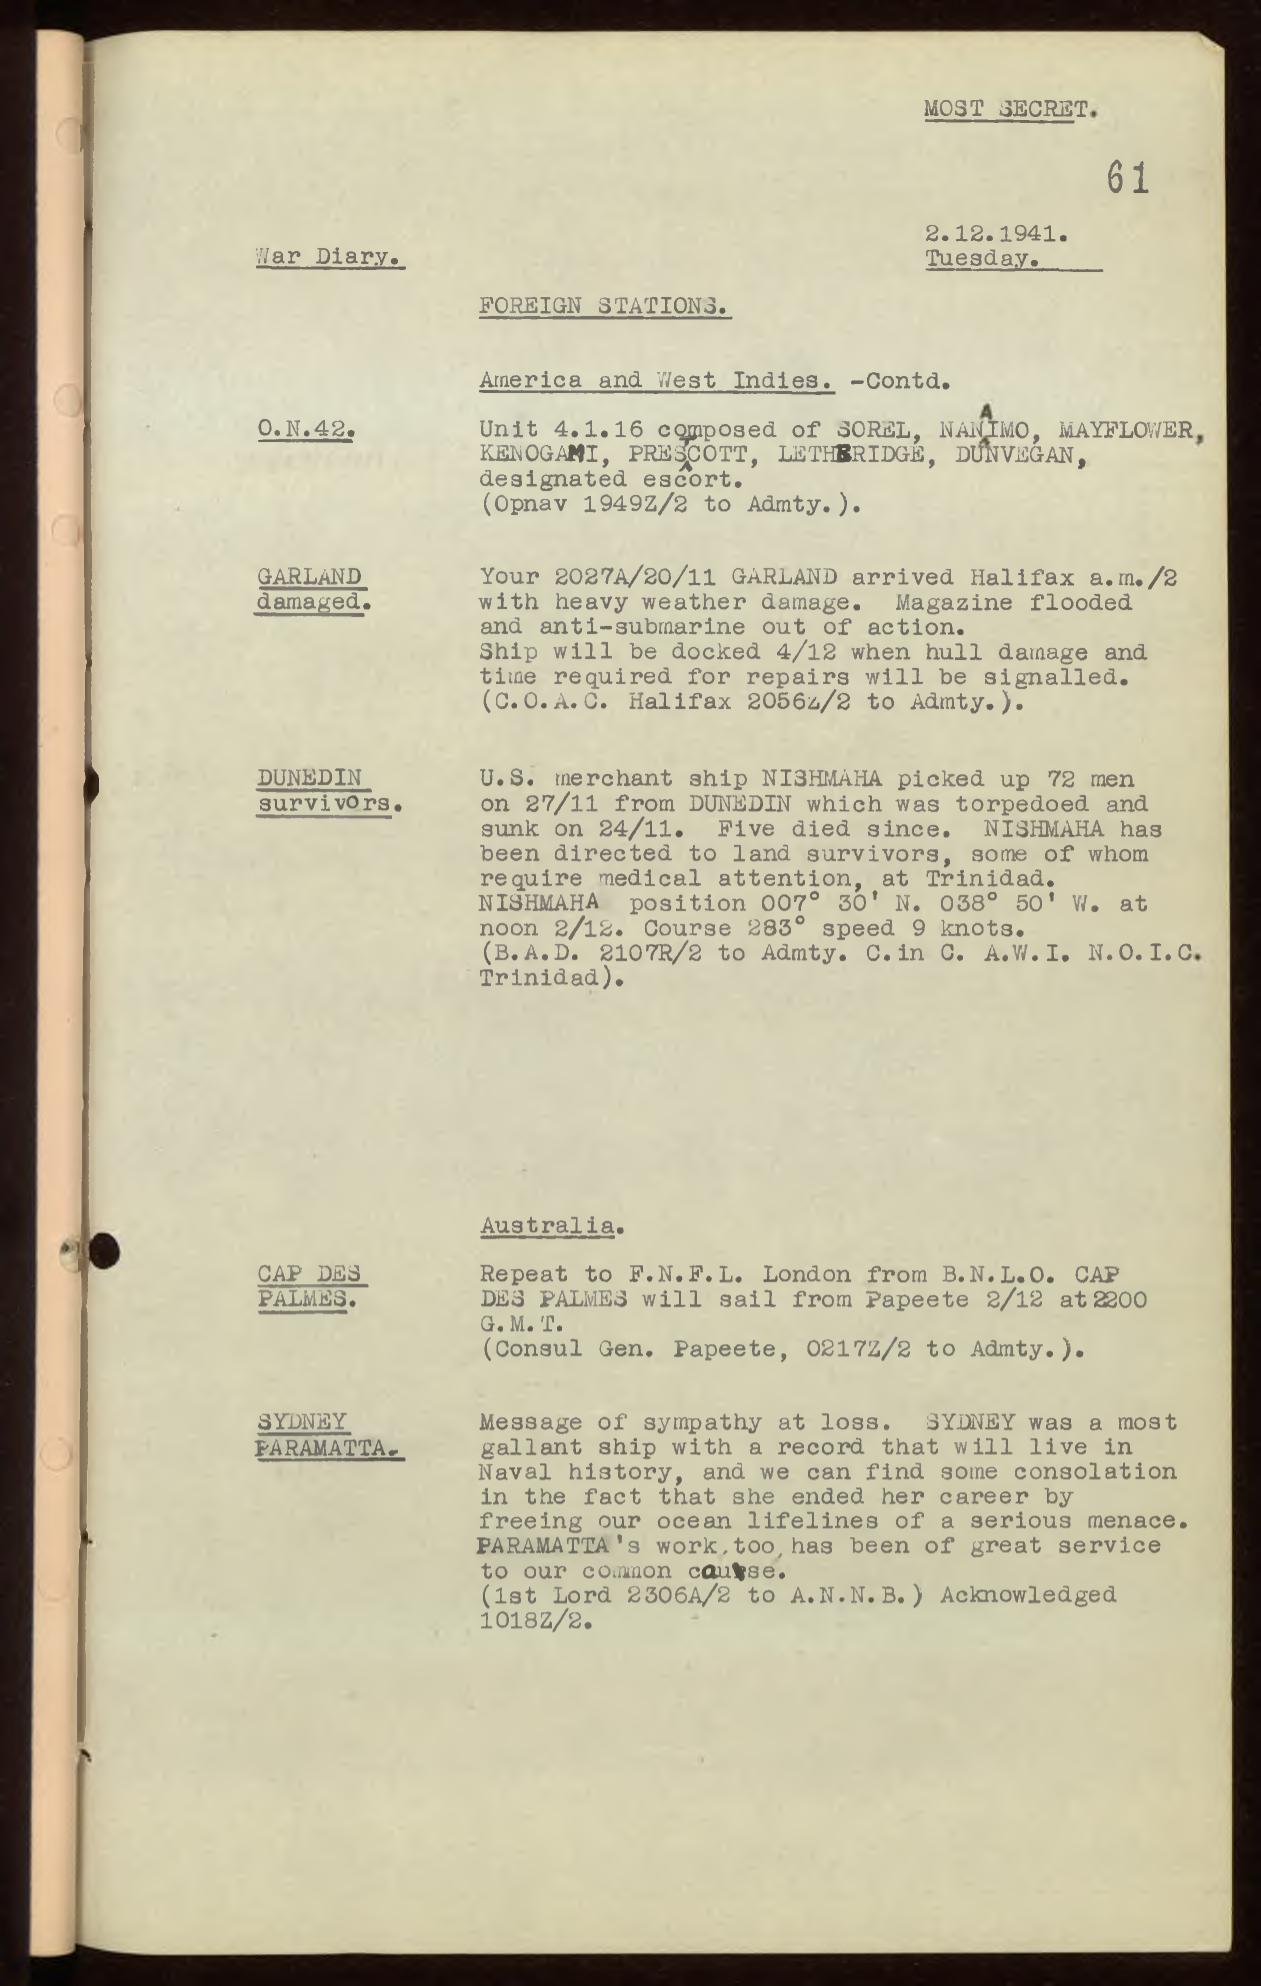 MOST SECRET.
61
2.12.1941.
War Diary.
Tuesday.
FOREIGN STATIONS.
America and West Indies. -Contd.
O.N.42.
Unit 4.1.16 composed of SOREL, NANAIMO, MAYFLOWER,
KENOGAMI, PRESCOTT, LETHBRIDGE, DUNVEGAN,
designated escort.
(Opnav 1949Z/2 to Admty.).
GARLAND
damaged.
Your 2027A/20/11 GARLAND arrived Halifax a.m./2
with heavy weather damage. Magazine flooded
and anti-submarine out of action.
Ship will be docked 4/12 when hull damage and
time required for repairs will be signalled.
(C.O.A.C. Halifax 2056Z/2 to Admty.).
DUNEDIN
survivors.
U.S. merchant ship NISHMAHA picked up 72 men
on 27/11 from DUNEDIN which was torpedoed and
sunk on 24/11. Five died since. NISHMAHA has
been directed to land survivors, some of whom
require medical attention, at Trinidad.
NISHMAHA position 007° 30' N. 038° 50' W. at
noon 2/12. Course 283° speed 9 knots.
(B.A.D. 2107R/2 to Admty. C.in C. A.W.I. N.O.I.C.
Trinidad).
Australia.
CAP DES
PALMES.
Repeat to F.N.F.L. London from B.N.L.O. CAP
DES PALMES will sail from Papeete 2/12 at 2200
G.M.T.
(Consul Gen. Papeete, 0217Z/2 to Admty.).
SYDNEY
PARAMATTA.
Message of sympathy at loss. SYDNEY was a most
gallant ship with a record that will live in
Naval history, and we can find some consolation
in the fact that she ended her career by
freeing our ocean lifelines of a serious menace.
PARAMATTA's work, too, has been of great service
to our common cause.
(1st Lord 2306A/2 to A.N.N.B.) Acknowledged
1018Z/2.